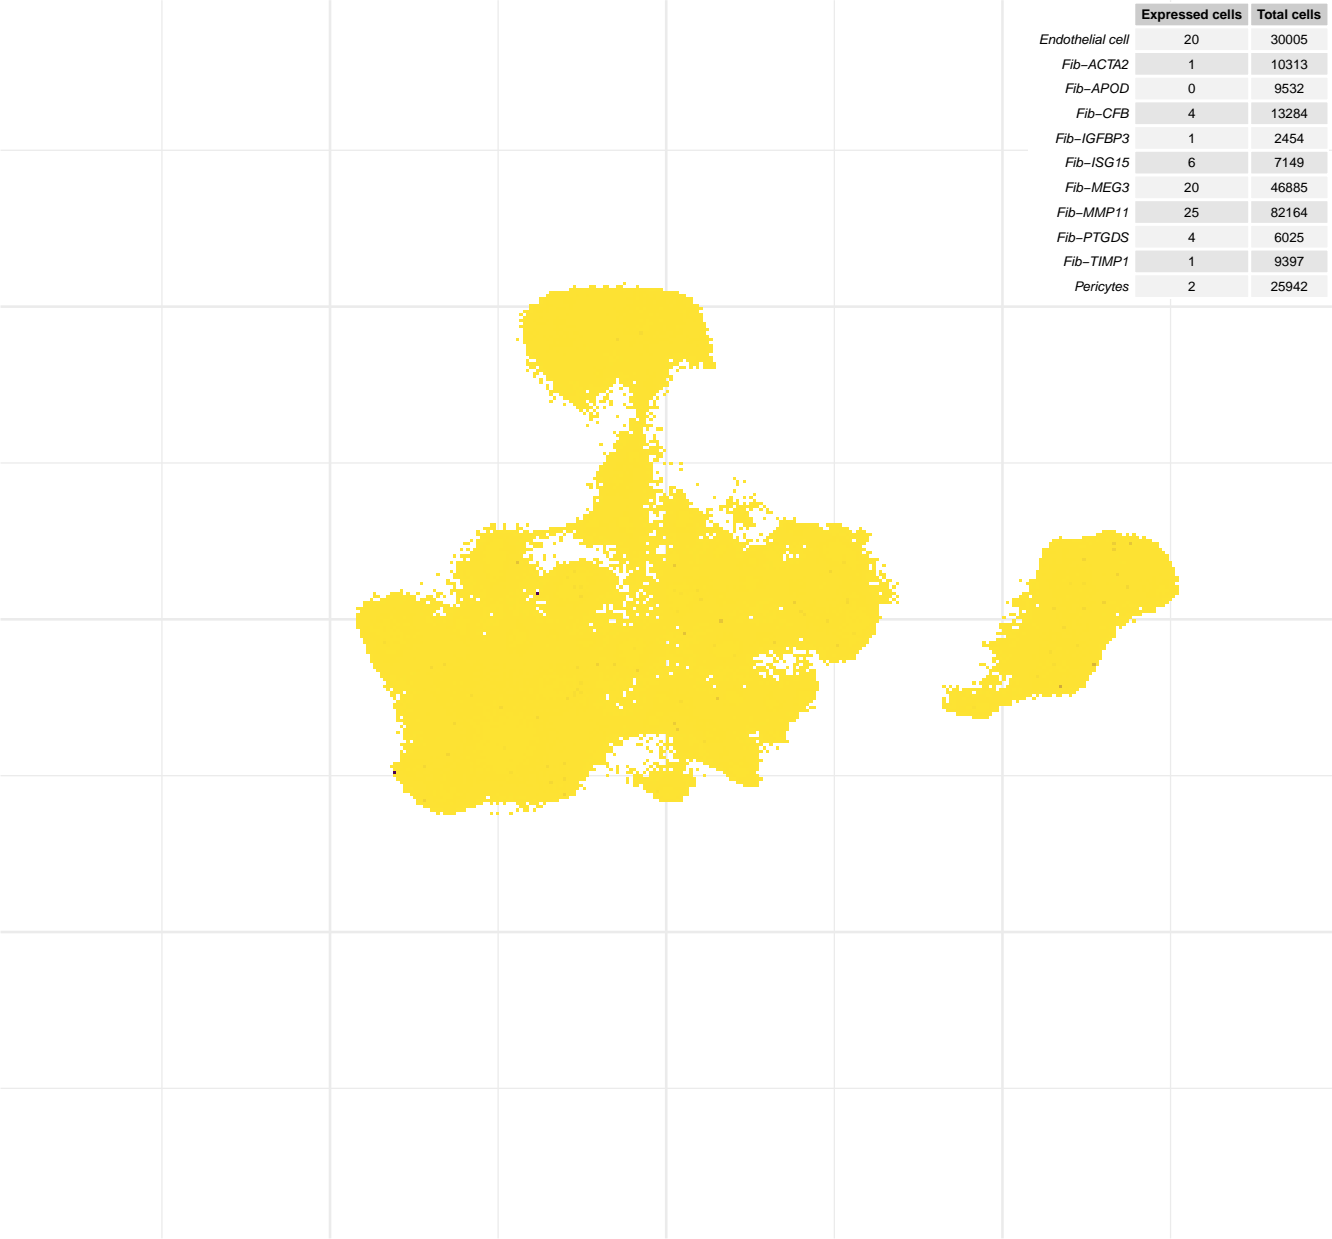 Expressed cells Total cells
Endothelial cell 20 30005
Fib−ACTA2 1 10313
Fib−APOD 0 9532
Fib−CFB 4 13284
Fib−IGFBP3 1 2454
Fib−ISG15 6 7149
Fib−MEG3 20 46885
Fib−MMP11 25 82164
Fib−PTGDS 4 6025
Fib−TIMP1 1 9397
Pericytes 2 25942